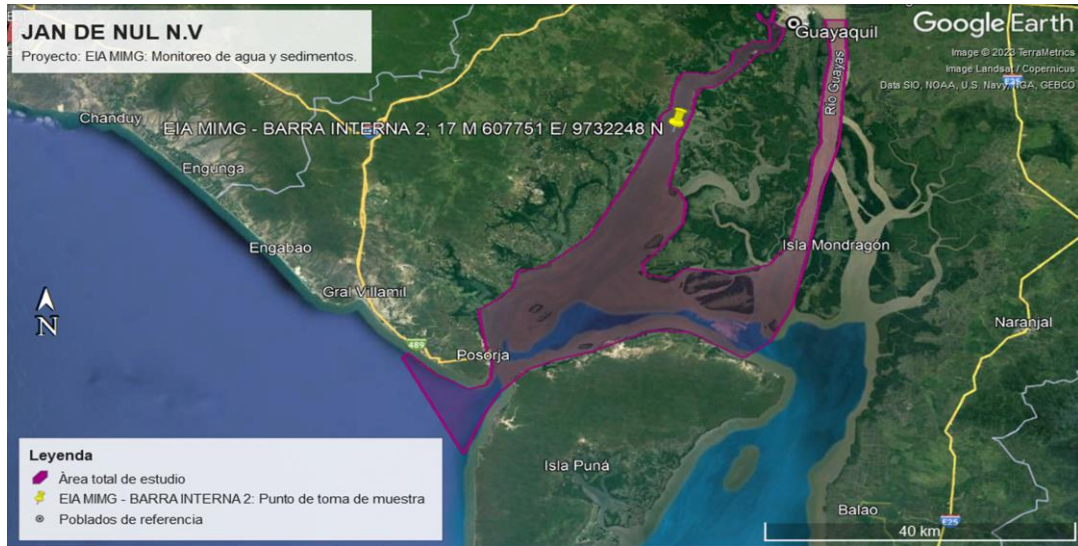 JAN DE NUL N.V
Proyecto: EIA MIMG: Monitoreo de agua y sedimentos.
Google Earth
Image © 2023 TerraMetrics
Image Landsat / Copernicus
Data SIO, NOAA, U.S. Navy, NGA, GEBCO
Guayaquil
E25
Río Guayas
Chanduy
EIA MIMG - BARRA INTERNA 2; 17 M 607751 E/ 9732248 N
Engunga
Engabao
Isla Mondragón
Gral Villamil
N
Naranjal
489
Posorja
Isla Puná
Balao
E25
40 km
Leyenda
Àrea total de estudio
EIA MIMG - BARRA INTERNA 2: Punto de toma de muestra
Poblados de referencia